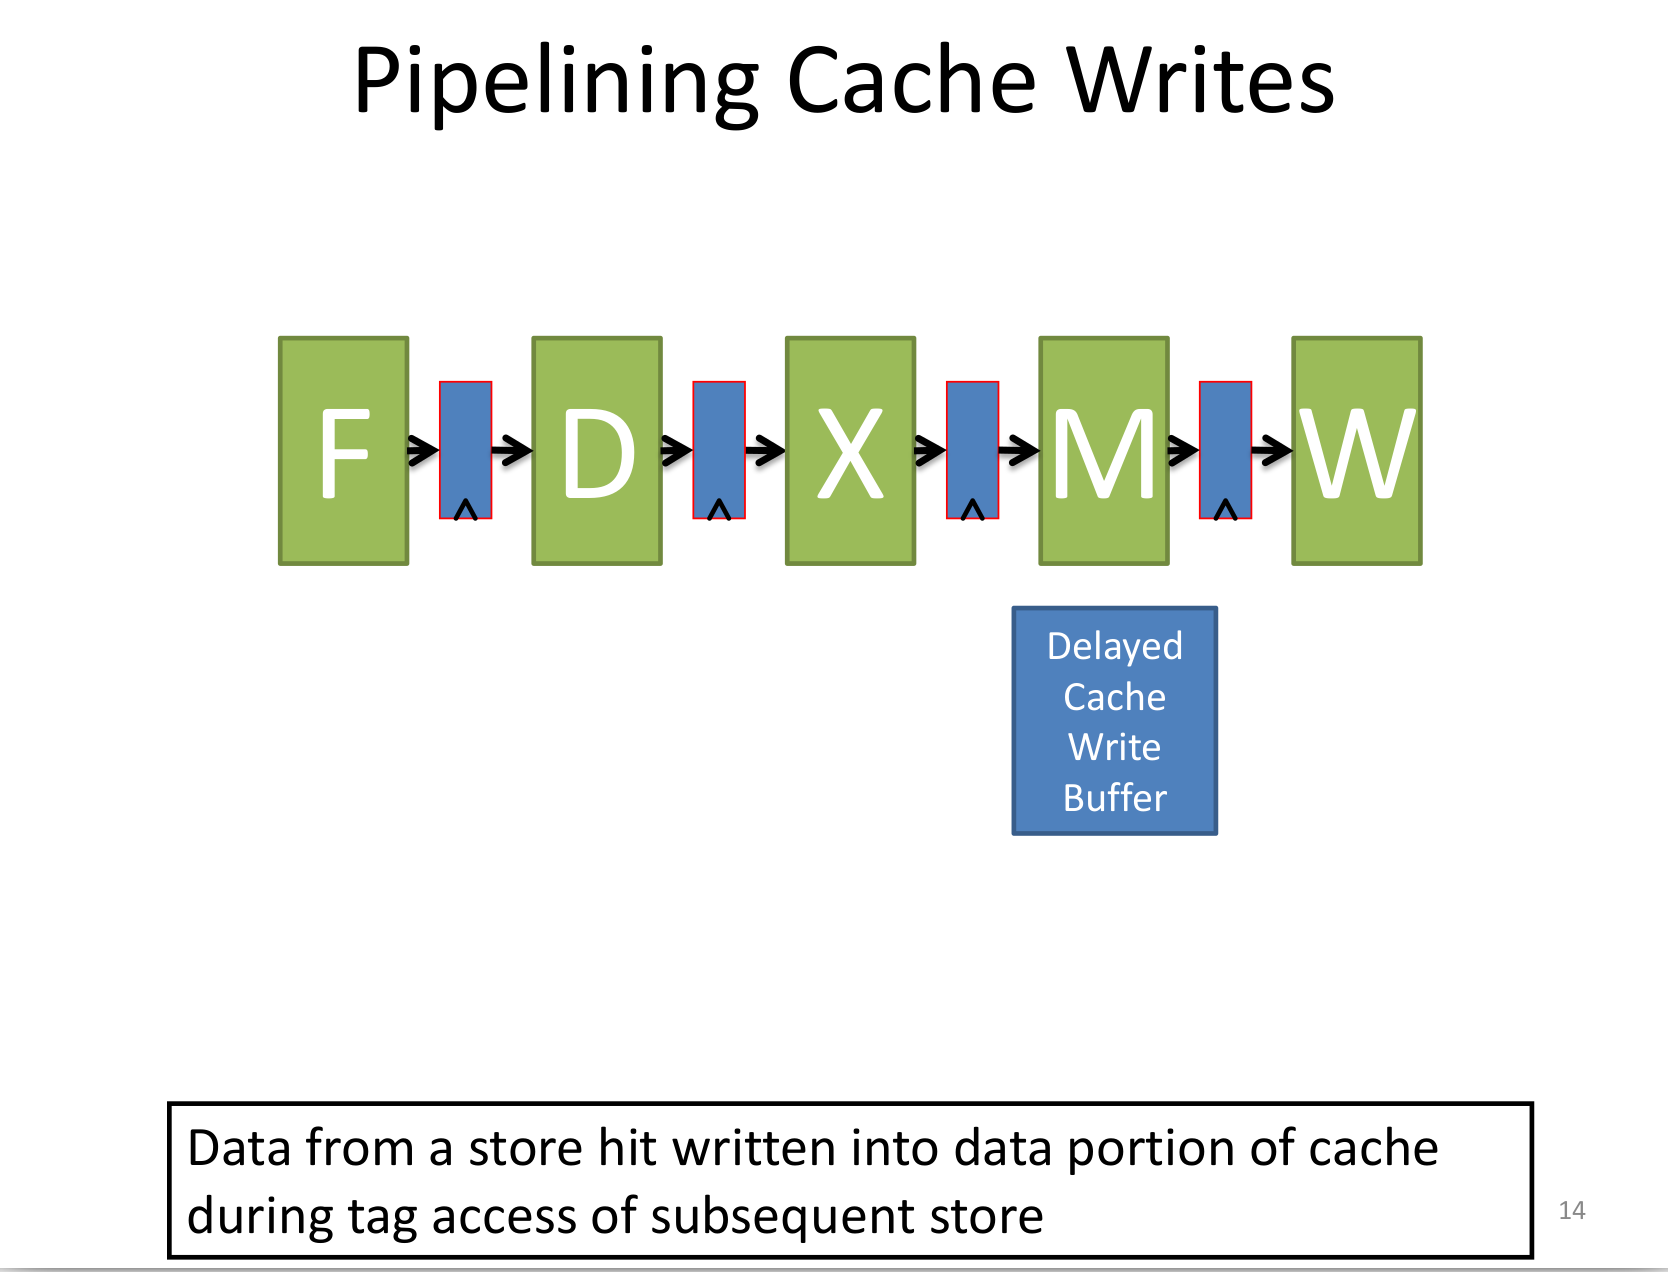 Pipelining Cache Writes
F
D
X
M
W
Delayed
Cache
Write
Buffer
Data from a store hit written into data portion of cache
during tag access of subsequent store
14